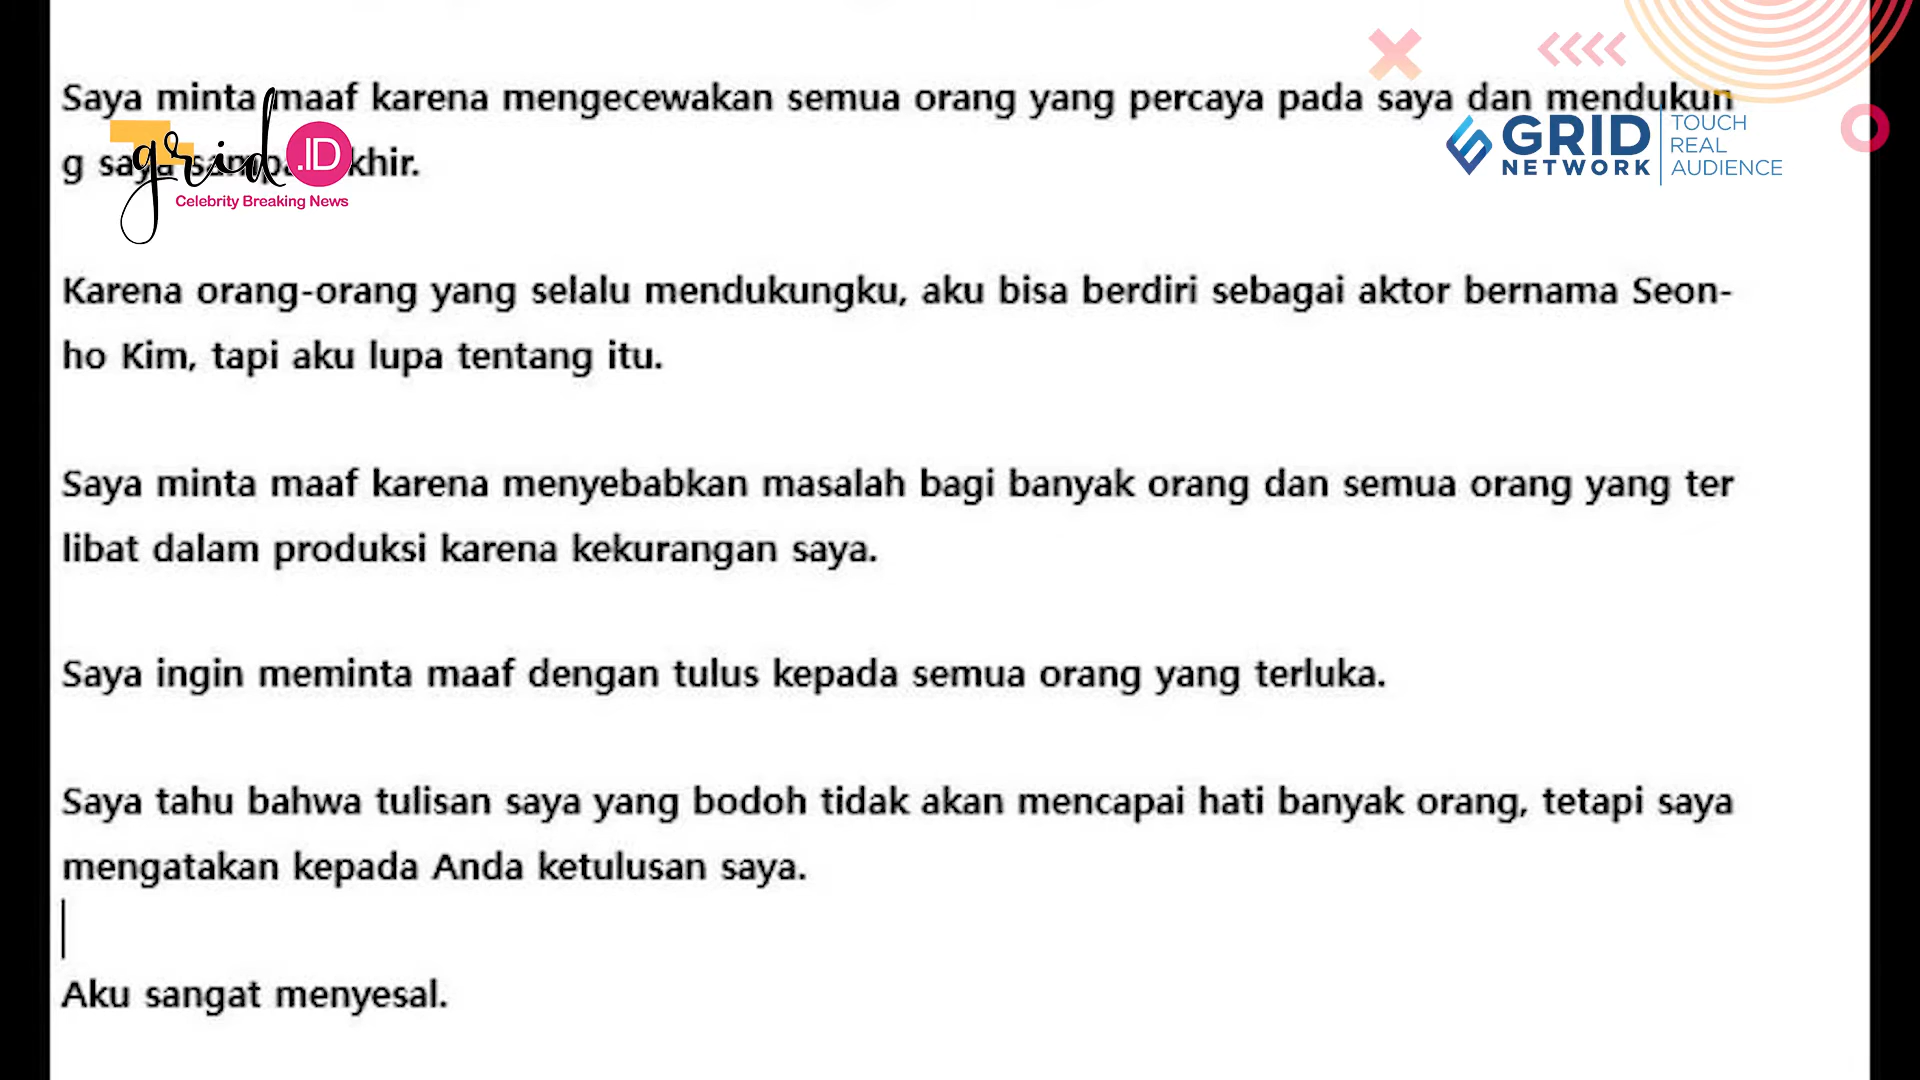 Saya minta maaf karena mengecewakan semua orang yang percaya pada saya dan mendukun
g saya sampai khir.
grid .ID
Celebrity Breaking News
GRID NETWORK
TOUCH
REAL
AUDIENCE
Karena orang-orang yang selalu mendukungku, aku bisa berdiri sebagai aktor bernama Seon-
ho Kim, tapi aku lupa tentang itu.
Saya minta maaf karena menyebabkan masalah bagi banyak orang dan semua orang yang ter
libat dalam produksi karena kekurangan saya.
Saya ingin meminta maaf dengan tulus kepada semua orang yang terluka.
Saya tahu bahwa tulisan saya yang bodoh tidak akan mencapai hati banyak orang, tetapi saya
mengatakan kepada Anda ketulusan saya.
Aku sangat menyesal.